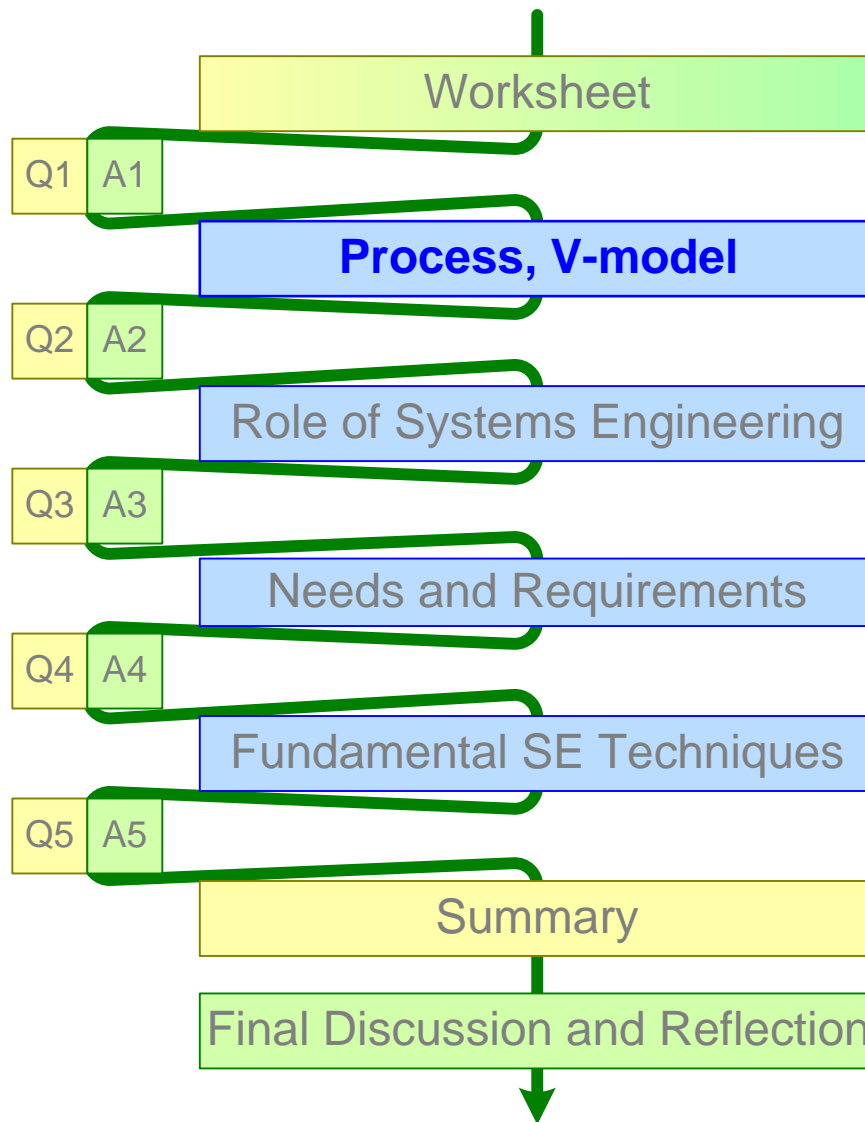 Worksheet
Q1 A1
Process, V-model
Q2 A2
Role of Systems Engineering
Q3 A3
Needs and Requirements
Q4 A4
Fundamental SE Techniques
Q5 A5
Summary
Final Discussion and Reflection